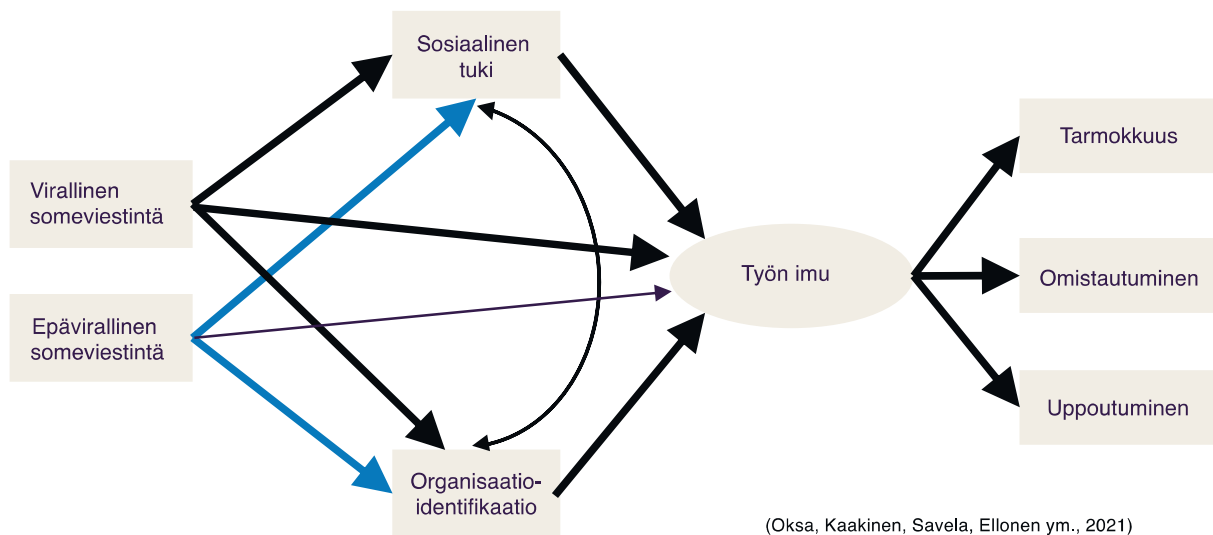 Sosiaalinen
tuki
Virallinen
someviestintä
Epävirallinen
someviestintä
Organisaatio-
identifikaatio
Työn imu
Tarmokkuus
Omistautuminen
Uppoutuminen
(Oksa, Kaakinen, Savela, Ellonen ym., 2021)